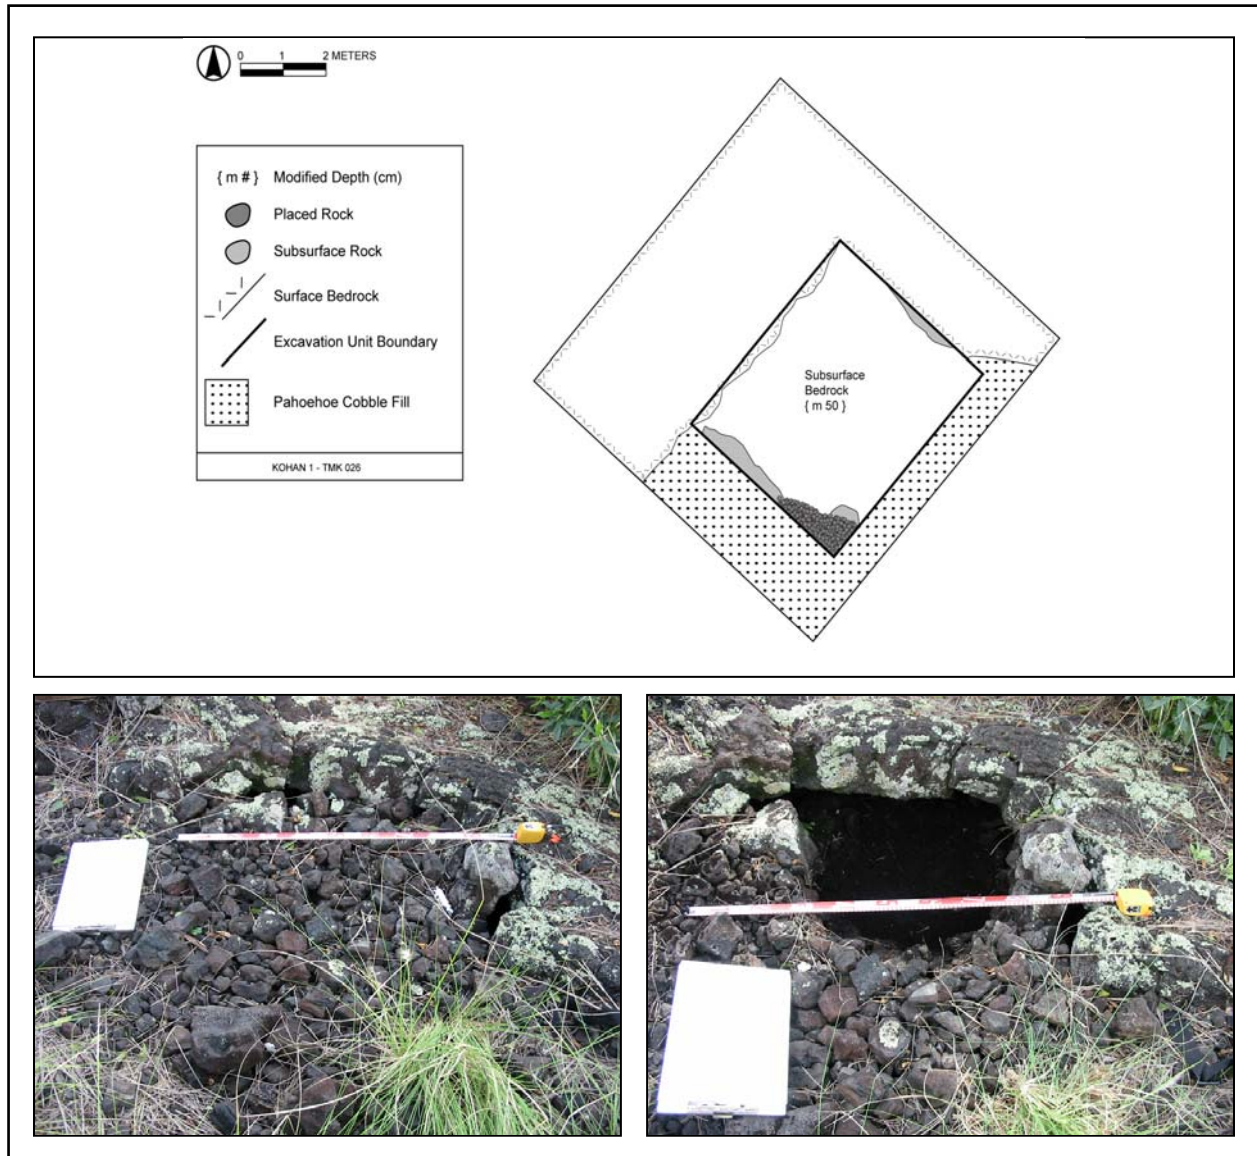 0 1 2 METERS
{ m # } Modified Depth (cm)
Placed Rock
Subsurface Rock
Surface Bedrock
Excavation Unit Boundary
Pahoehoe Cobble Fill
KOHAN 1 - TMK 026
Subsurface
Bedrock
{ m 50 }